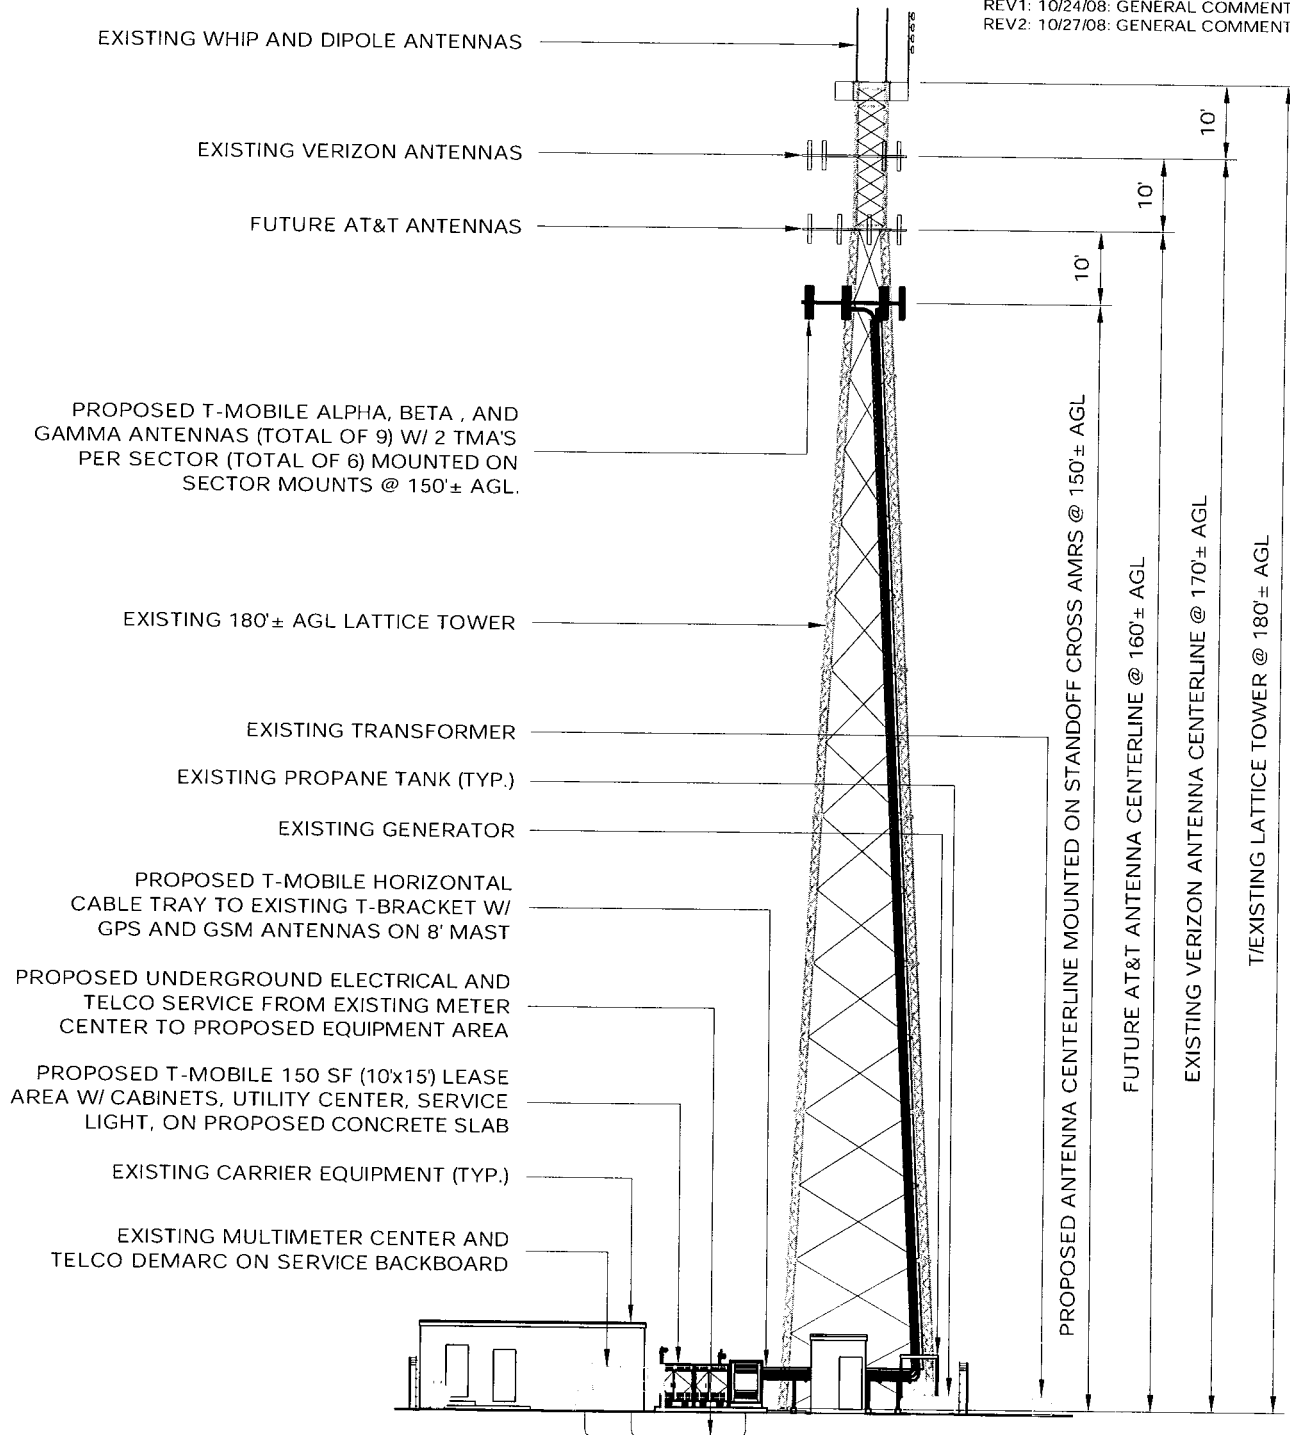 REV1: 10/24/08: GENERAL COMMENT
REV2: 10/27/08: GENERAL COMMENT
EXISTING WHIP AND DIPOLE ANTENNAS
EXISTING VERIZON ANTENNAS
FUTURE AT&T ANTENNAS
10'
10'
10'
PROPOSED T-MOBILE ALPHA, BETA , AND
GAMMA ANTENNAS (TOTAL OF 9) W/ 2 TMA'S
PER SECTOR (TOTAL OF 6) MOUNTED ON
SECTOR MOUNTS @ 150'± AGL.
EXISTING 180'± AGL LATTICE TOWER
EXISTING TRANSFORMER
EXISTING PROPANE TANK (TYP.)
EXISTING GENERATOR
PROPOSED T-MOBILE HORIZONTAL
CABLE TRAY TO EXISTING T-BRACKET W/
GPS AND GSM ANTENNAS ON 8' MAST
PROPOSED UNDERGROUND ELECTRICAL AND
TELCO SERVICE FROM EXISTING METER
CENTER TO PROPOSED EQUIPMENT AREA
PROPOSED T-MOBILE 150 SF (10'x15') LEASE
AREA W/ CABINETS, UTILITY CENTER, SERVICE
LIGHT, ON PROPOSED CONCRETE SLAB
EXISTING CARRIER EQUIPMENT (TYP.)
EXISTING MULTIMETER CENTER AND
TELCO DEMARC ON SERVICE BACKBOARD
PROPOSED ANTENNA CENTERLINE MOUNTED ON STANDOFF CROSS AMRS @ 150'± AGL
FUTURE AT&T ANTENNA CENTERLINE @ 160'± AGL
EXISTING VERIZON ANTENNA CENTERLINE @ 170'± AGL
T/EXISTING LATTICE TOWER @ 180'± AGL